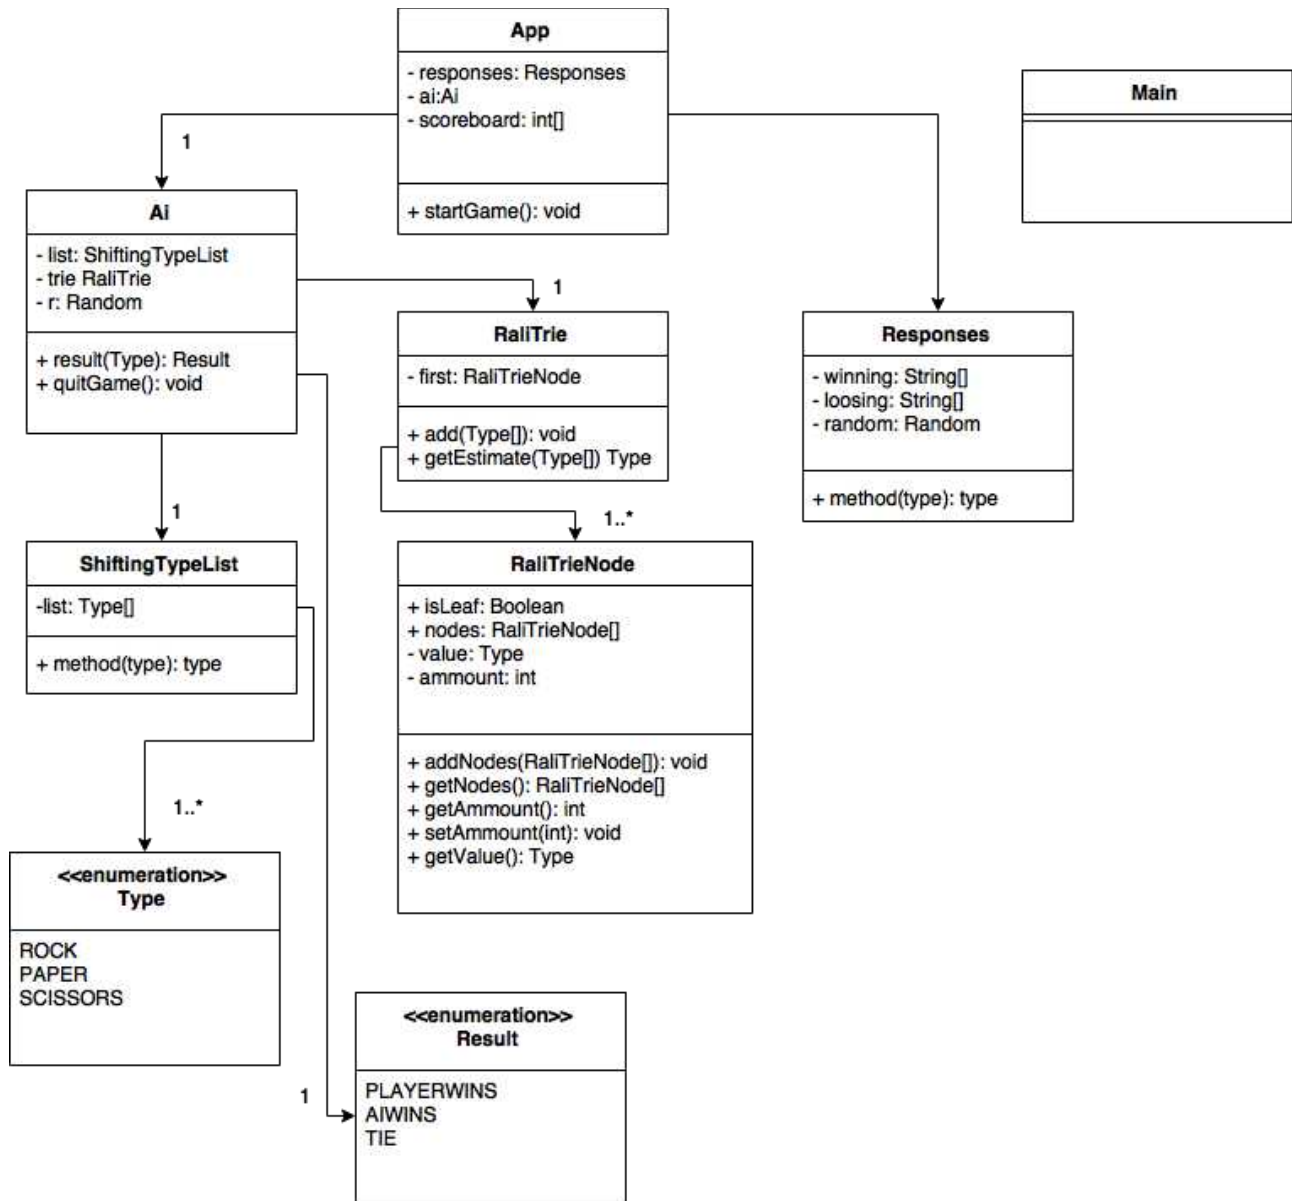 App
- responses: Responses
- ai:Ai
- scoreboard: int[]
+ startGame(): void
Main
1
Ai
- list: ShiftingTypeList
- trie RaliTrie
- r: Random
+ result(Type): Result
+ quitGame(): void
1
RaliTrie
- first: RaliTrieNode
+ add(Type[]): void
+ getEstimate(Type[]) Type
Responses
- winning: String[]
- loosing: String[]
- random: Random
+ method(type): type
1
1..*
ShiftingTypeList
-list: Type[]
+ method(type): type
RaliTrieNode
+ isLeaf: Boolean
+ nodes: RaliTrieNode[]
- value: Type
- ammount: int
+ addNodes(RaliTrieNode[]): void
+ getNodes(): RaliTrieNode[]
+ getAmmount(): int
+ setAmmount(int): void
+ getValue(): Type
1..*
<<enumeration>>
Type
ROCK
PAPER
SCISSORS
1
<<enumeration>>
Result
PLAYERWINS
AIWINS
TIE